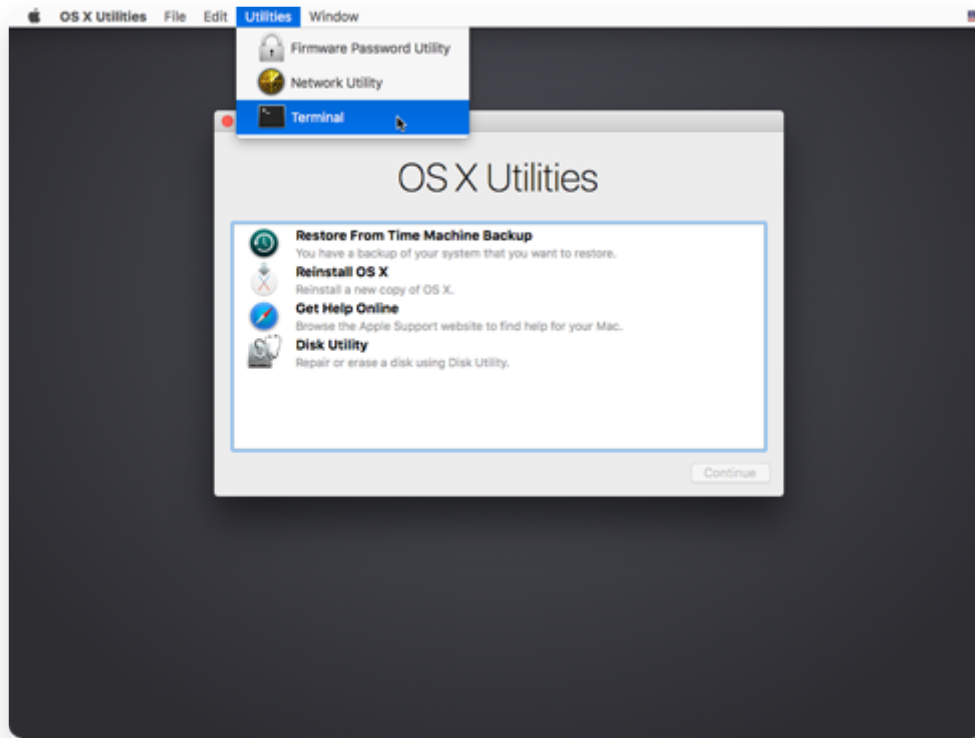 OS X Utilities File Edit Utilities Window
Firmware Password Utility
Network Utility
Terminal
OS X Utilities
Restore From Time Machine Backup
You have a backup of your system that you want to restore.
Reinstall OS X
Reinstall a new copy of OS X.
Get Help Online
Browse the Apple Support website to find help for your Mac.
Disk Utility
Repair or erase a disk using Disk Utility.
Continue